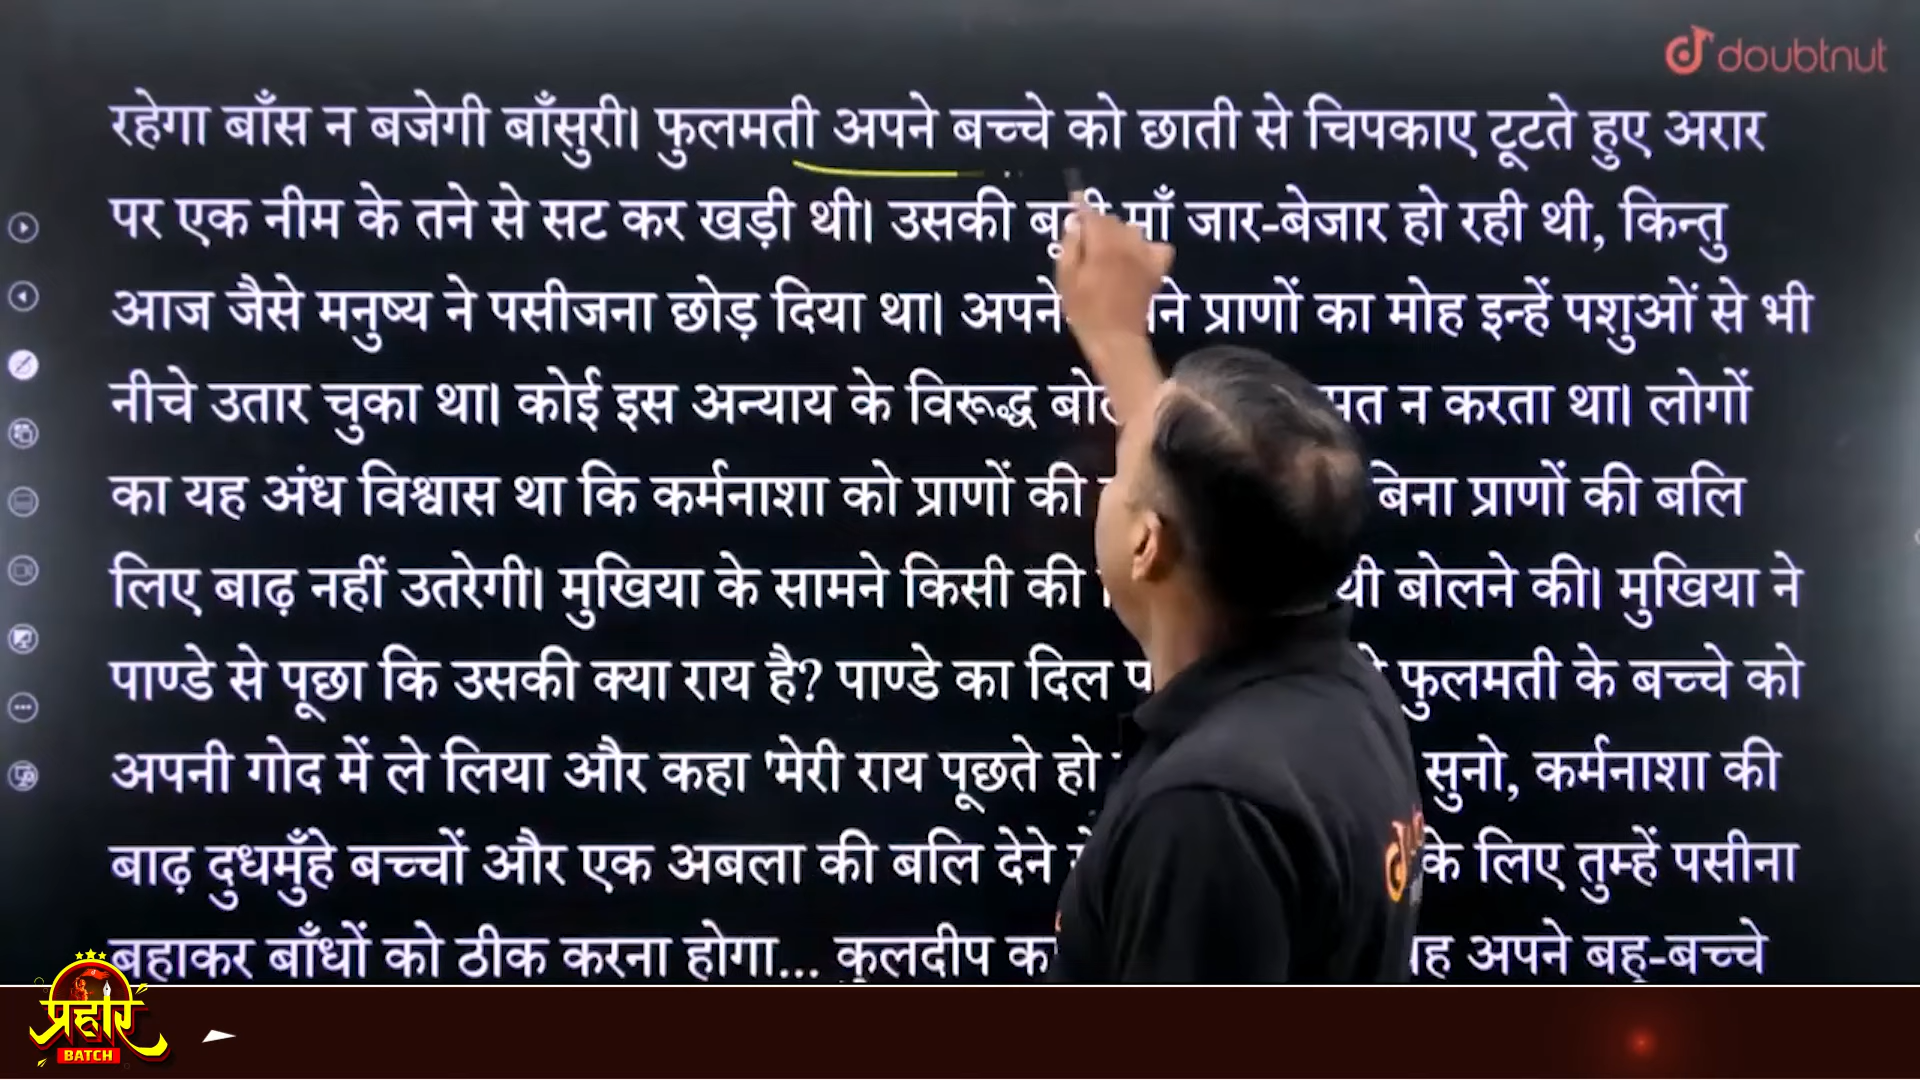 doubtnut
रहेगा बाँस न बजेगी बाँसुरी। फुलमती अपने बच्चे को छाती से चिपकाए टूटते हुए अरार
पर एक नीम के तने से सट कर खड़ी थी। उसकी माँ जार-बेजार हो रही थी, किन्तु
आज जैसे मनुष्य ने पसीजना छोड़ दिया था। प्राणों का मोह इन्हें पशुओं से भी
नीचे उतार चुका था। कोई इस अन्याय के विरूद्ध न करता था। लोगों
का यह अंध विश्वास था कि कर्मनाशा को प्राणों की बिना प्राणों की बलि
लिए बाढ़ नहीं उतरेगी। मुखिया के सामने किसी की बोलने की। मुखिया ने
पाण्डे से पूछा कि उसकी क्या राय है? पाण्डे का दिल फुलमती के बच्चे को
अपनी गोद में ले लिया और कहा 'मेरी राय पूछते हो सुनो, कर्मनाशा की
बाढ़ दुधमुँहे बच्चों और एक अबला की बलि देने के लिए तुम्हें पसीना
बहाकर बाँधों को ठीक करना होगा... कुलदीप अपने बहू-बच्चे
प्रहार
BATCH